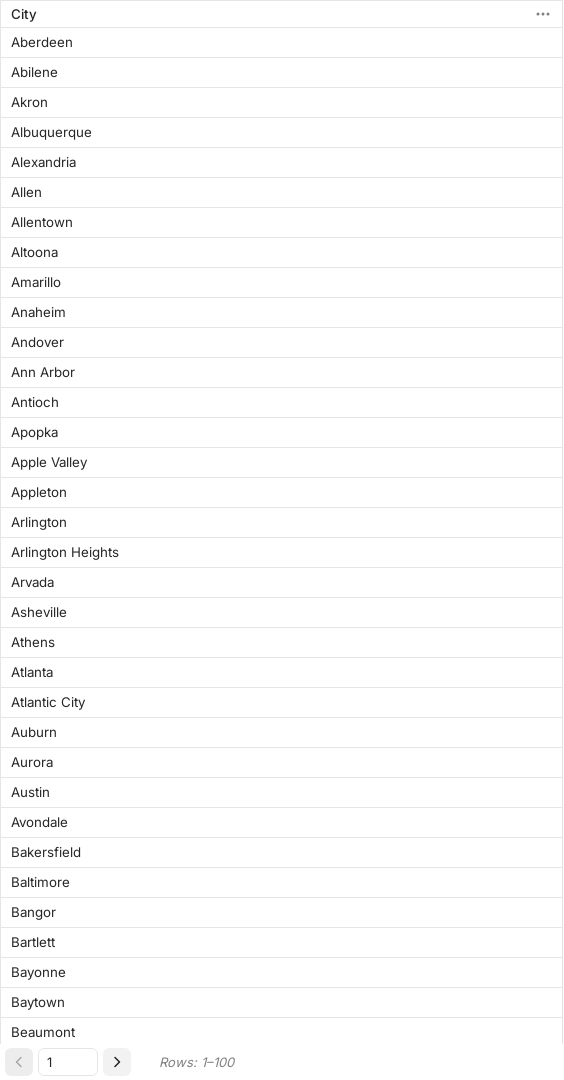 City
Aberdeen
Abilene
Akron
Albuquerque
Alexandria
Allen
Allentown
Altoona
Amarillo
Anaheim
Andover
Ann Arbor
Antioch
Apopka
Apple Valley
Appleton
Arlington
Arlington Heights
Arvada
Asheville
Athens
Atlanta
Atlantic City
Auburn
Aurora
Austin
Avondale
Bakersfield
Baltimore
Bangor
Bartlett
Bayonne
Baytown
Beaumont
1 Rows: 1–100